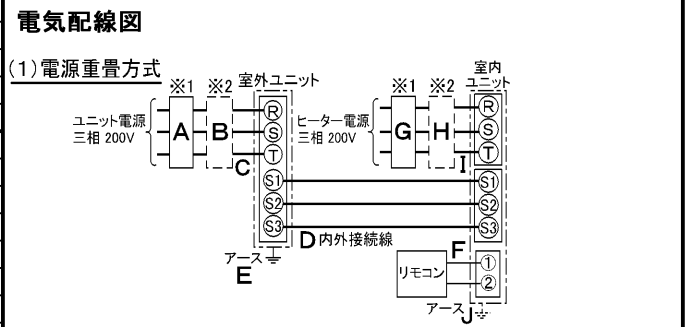 電気配線図
(1)電源重畳方式
※1 ※2 室外ユニット
ユニット電源
三相 200V
A B
R
S
T
C
S1
S2
S3
アース
E
D 内外接続線
※1 ※2 室内
ユニット
ヒーター電源
三相 200V
G H
R
S
T
I
S1
S2
S3
F
リモコン
1
2
アース J